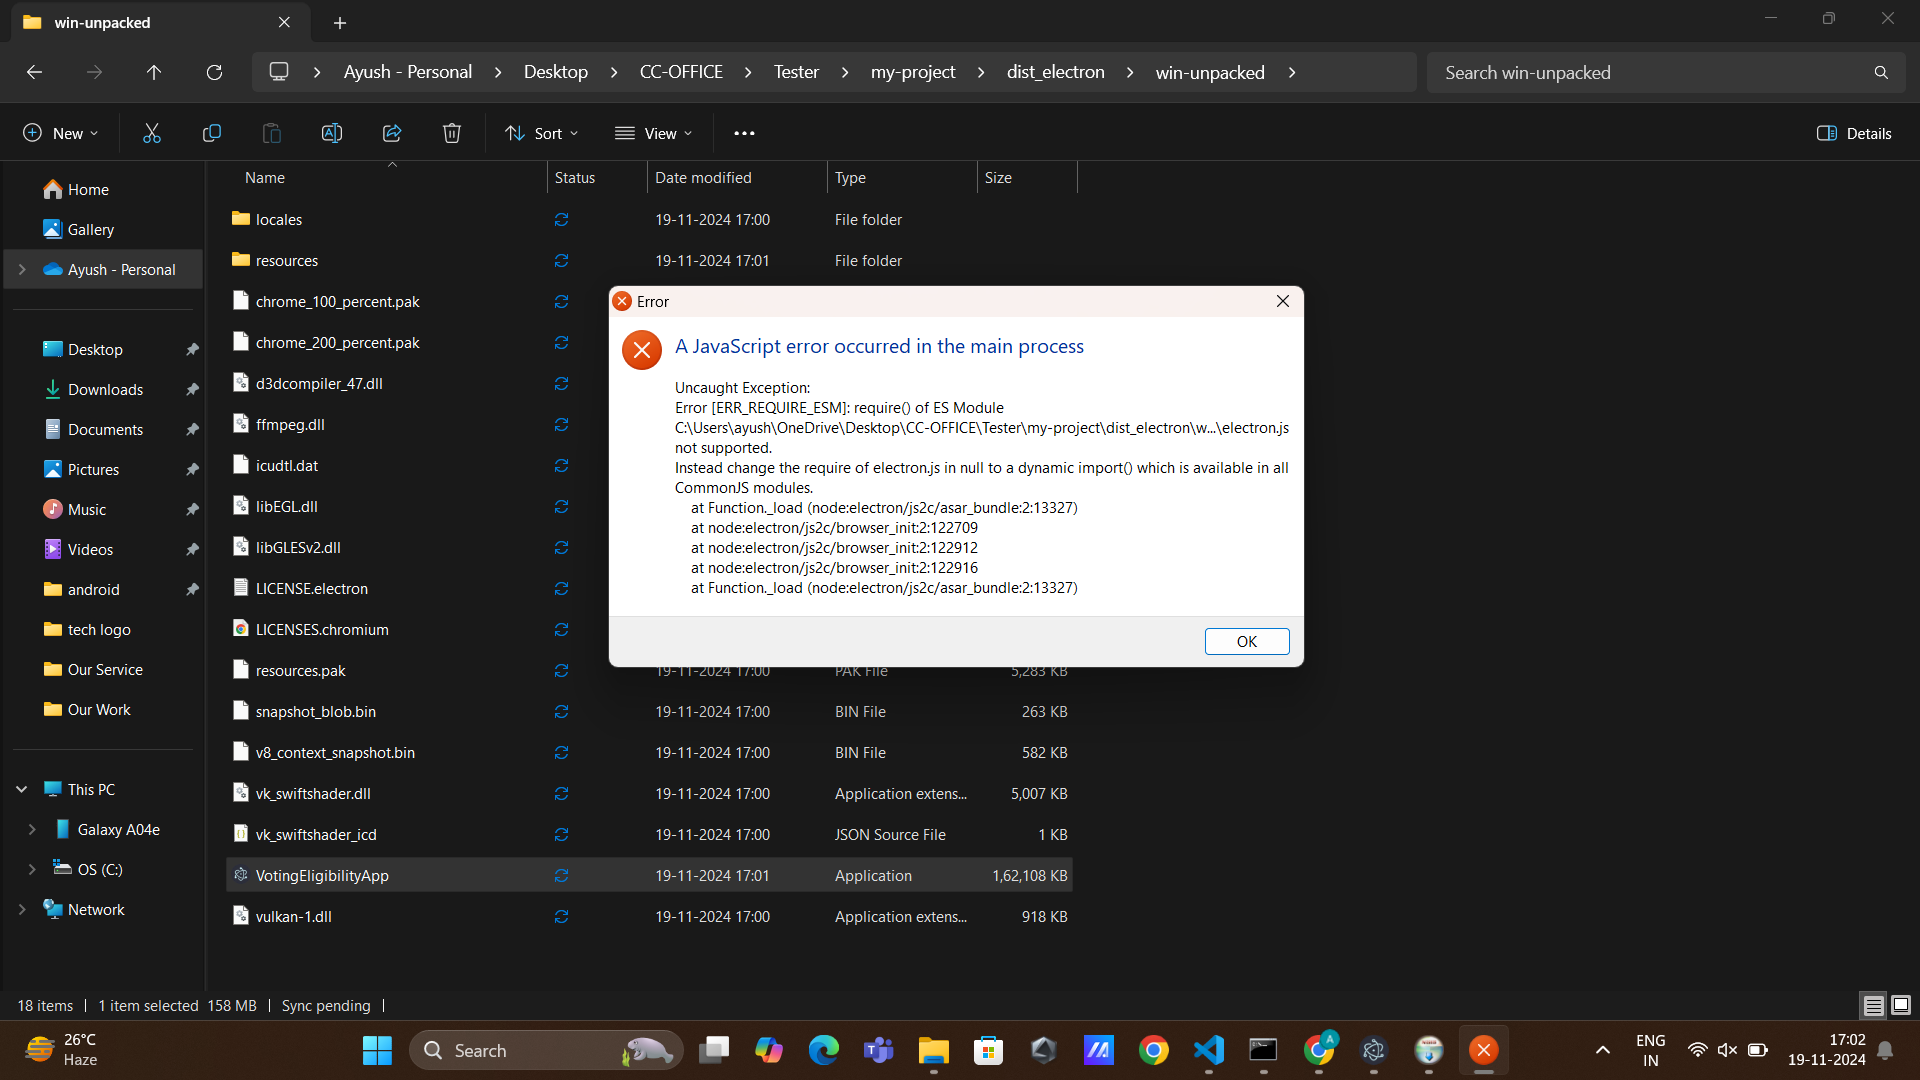 win-unpacked
Ayush - Personal > Desktop > CC-OFFICE > Tester > my-project > dist_electron > win-unpacked >
Search win-unpacked
New
Sort
View
Details
Name Status Date modified Type Size
Home
Gallery
Ayush - Personal
Desktop
Downloads
Documents
Pictures
Music
Videos
android
tech logo
Our Service
Our Work
This PC
Galaxy A04e
OS (C:)
Network
locales 19-11-2024 17:00 File folder
resources 19-11-2024 17:01 File folder
chrome_100_percent.pak
chrome_200_percent.pak
d3dcompiler_47.dll
ffmpeg.dll
icudtl.dat
libEGL.dll
libGLESv2.dll
LICENSE.electron
LICENSES.chromium
resources.pak 19-11-2024 17:00 PAK File 5,283 KB
snapshot_blob.bin 19-11-2024 17:00 BIN File 263 KB
v8_context_snapshot.bin 19-11-2024 17:00 BIN File 582 KB
vk_swiftshader.dll 19-11-2024 17:00 Application extens... 5,007 KB
vk_swiftshader_icd 19-11-2024 17:00 JSON Source File 1 KB
VotingEligibilityApp 19-11-2024 17:01 Application 1,62,108 KB
vulkan-1.dll 19-11-2024 17:00 Application extens... 918 KB
Error
A JavaScript error occurred in the main process
Uncaught Exception:
Error [ERR_REQUIRE_ESM]: require() of ES Module
C:\Users\ayush\OneDrive\Desktop\CC-OFFICE\Tester\my-project\dist_electron\w...\electron.js
not supported.
Instead change the require of electron.js in null to a dynamic import() which is available in all
CommonJS modules.
at Function._load (node:electron/js2c/asar_bundle:2:13327)
at node:electron/js2c/browser_init:2:122709
at node:electron/js2c/browser_init:2:122912
at node:electron/js2c/browser_init:2:122916
at Function._load (node:electron/js2c/asar_bundle:2:13327)
OK
18 items | 1 item selected 158 MB | Sync pending |
26°C
Haze
Search
A
ENG
IN
17:02
19-11-2024